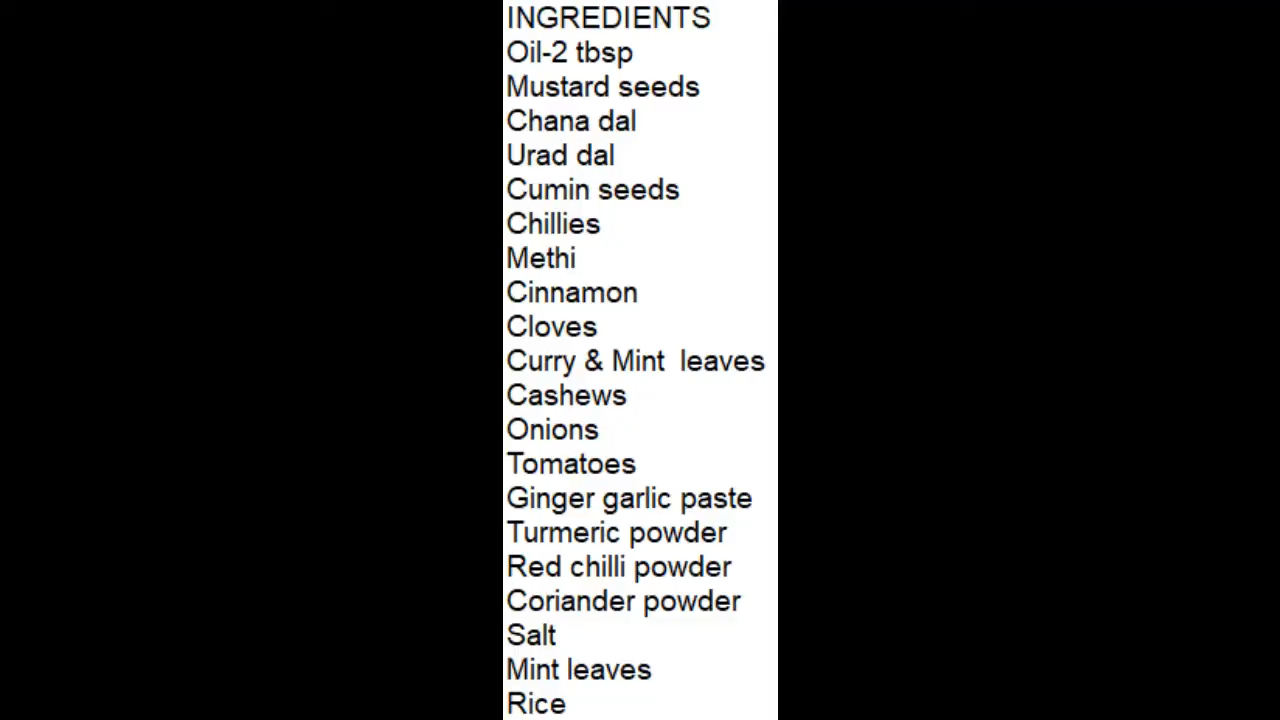 INGREDIENTS
Oil-2 tbsp
Mustard seeds
Chana dal
Urad dal
Cumin seeds
Chillies
Methi
Cinnamon
Cloves
Curry & Mint  leaves
Cashews
Onions
Tomatoes
Ginger garlic paste
Turmeric powder
Red chilli powder
Coriander powder
Salt
Mint leaves
Rice